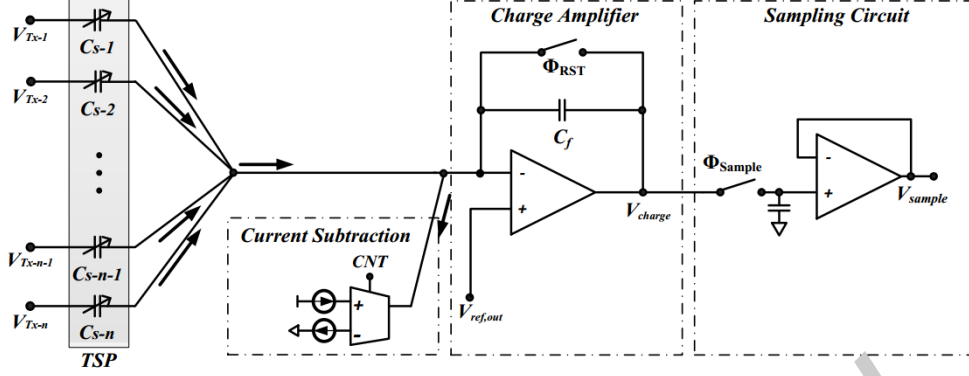 Charge Amplifier
Sampling Circuit
V_Tx-1
Cs-1
V_Tx-2
Cs-2
Φ_RST
C_f
-
+
Φ_Sample
-
+
V_charge
V_sample
V_Tx-n-1
Cs-n-1
Current Subtraction
CNT
+
-
V_ref,out
V_Tx-n
Cs-n
TSP